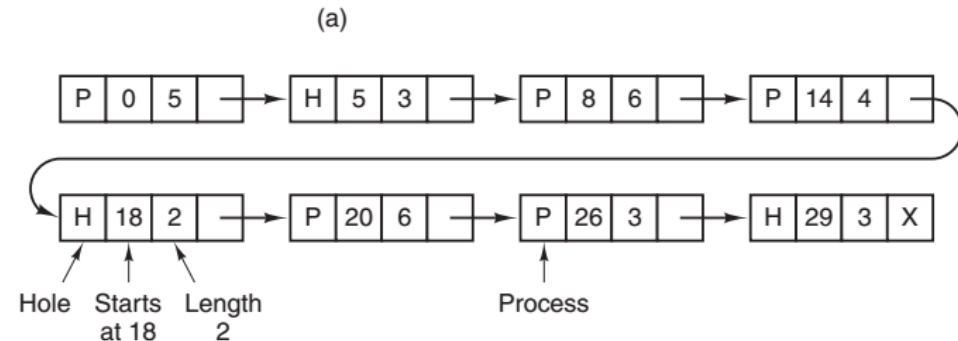 (a)
P 0 5 H 5 3 P 8 6 P 14 4
H 18 2 P 20 6 P 26 3 H 29 3 X
Hole Starts Length Process
at 18 2